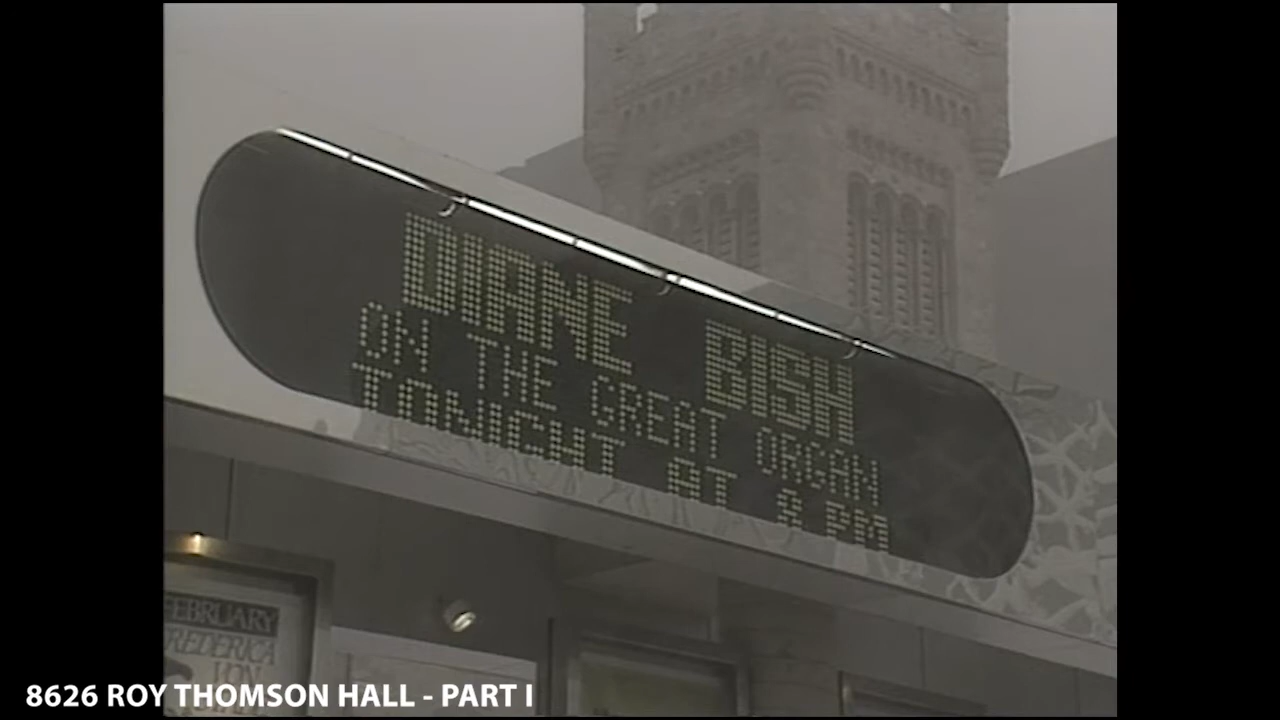 DIANE BISH
ON THE GREAT ORGAN
TONIGHT AT 8 PM
FEBRUARY
FREDERICA
VON
8626 ROY THOMSON HALL - PART I